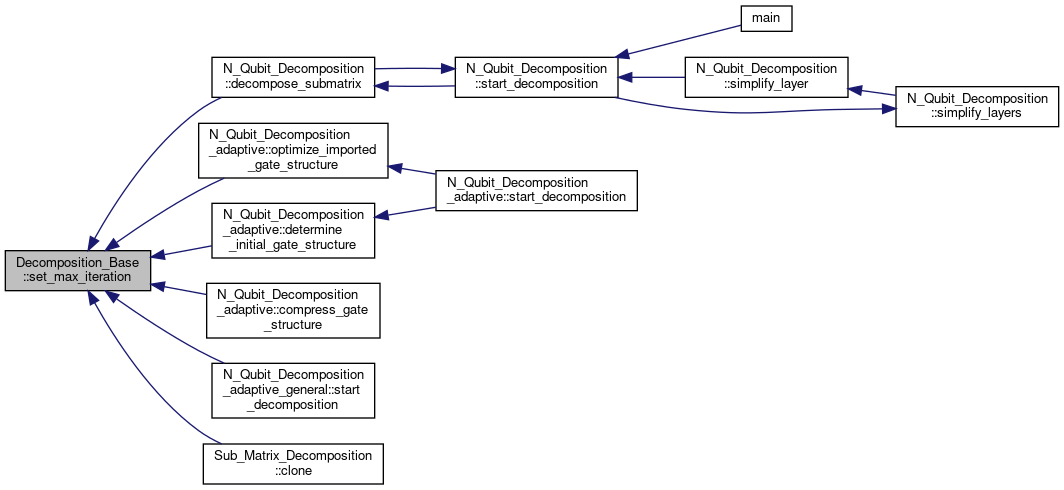 main
N_Qubit_Decomposition
::decompose_submatrix
N_Qubit_Decomposition
::start_decomposition
N_Qubit_Decomposition
::simplify_layer
N_Qubit_Decomposition
::simplify_layers
N_Qubit_Decomposition
_adaptive::optimize_imported
_gate_structure
N_Qubit_Decomposition
_adaptive::start_decomposition
N_Qubit_Decomposition
_adaptive::determine
_initial_gate_structure
Decomposition_Base
::set_max_iteration
N_Qubit_Decomposition
_adaptive::compress_gate
_structure
N_Qubit_Decomposition
_adaptive_general::start
_decomposition
Sub_Matrix_Decomposition
::clone